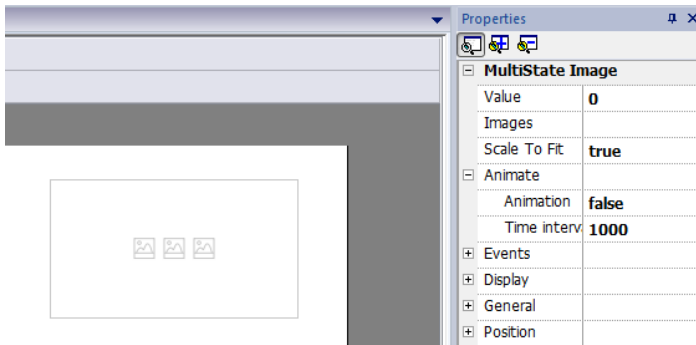 Properties
MultiState Image
Value 0
Images
Scale To Fit true
Animate
Animation false
Time interv 1000
Events
Display
General
Position